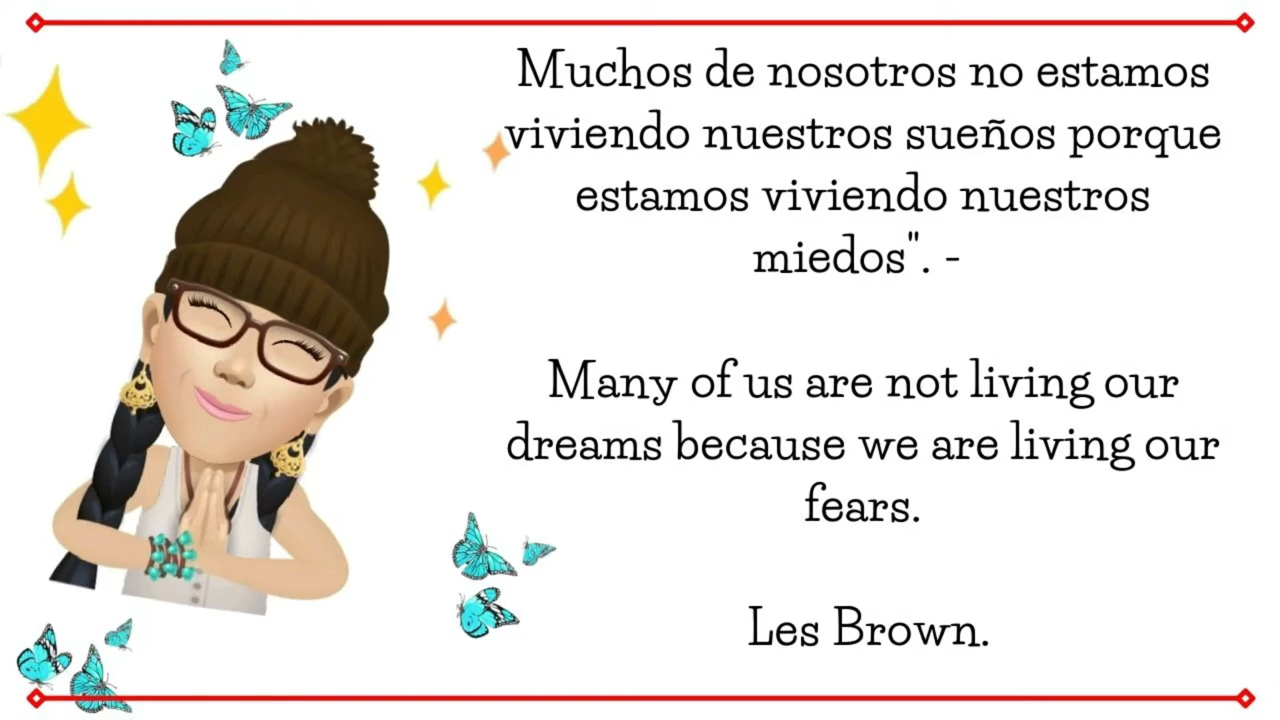 Muchos de nosotros no estamos
viviendo nuestros sueños porque
estamos viviendo nuestros
miedos". -
Many of us are not living our
dreams because we are living our
fears.
Les Brown.